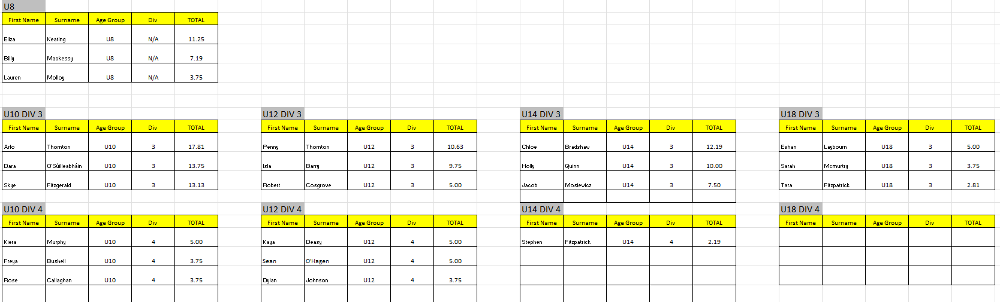 U8
First Name Surname Age Group Div TOTAL
Eliza Keating U8 N/A 11.25
Billy Mackessy U8 N/A 7.19
Lauren Molloy U8 N/A 3.75
U10 DIV 3 U12 DIV 3 U14 DIV 3 U18 DIV 3
First Name Surname Age Group Div TOTAL First Name Surname Age Group Div TOTAL First Name Surname Age Group Div TOTAL First Name Surname Age Group Div TOTAL
Arlo Thornton U10 3 17.81 Penny Thornton U12 3 10.63 Chloe Bradshaw U14 3 12.19 Eshan Laybourn U18 3 5.00
Dara O'Súilleabháin U10 3 13.75 Isla Barry U12 3 9.75 Holly Quinn U14 3 10.00 Sarah Mcmurtry U18 3 3.75
Skye Fitzgerald U10 3 13.13 Robert Cosgrove U12 3 5.00 Jacob Mosiewicz U14 3 7.50 Tara Fitzpatrick U18 3 2.81
U10 DIV 4 U12 DIV 4 U14 DIV 4 U18 DIV 4
First Name Surname Age Group Div TOTAL First Name Surname Age Group Div TOTAL First Name Surname Age Group Div TOTAL First Name Surname Age Group Div TOTAL
Kiera Murphy U10 4 5.00 Kaya Deasy U12 4 5.00 Stephen Fitzpatrick U14 4 2.19
Freya Bushell U10 4 3.75 Sean O'Hagen U12 4 5.00
Rose Callaghan U10 4 3.75 Dylan Johnson U12 4 3.75